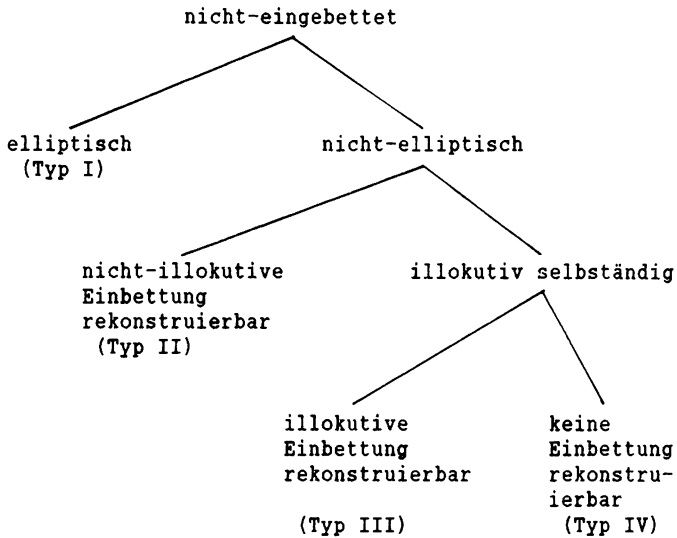 nicht-eingebettet
elliptisch
(Typ I)
nicht-elliptisch
nicht-illokutive
Einbettung
rekonstruierbar
(Typ II)
illokutiv selbständig
illokutive
Einbettung
rekonstruierbar
(Typ III)
keine
Einbettung
rekonstru-
ierbar
(Typ IV)